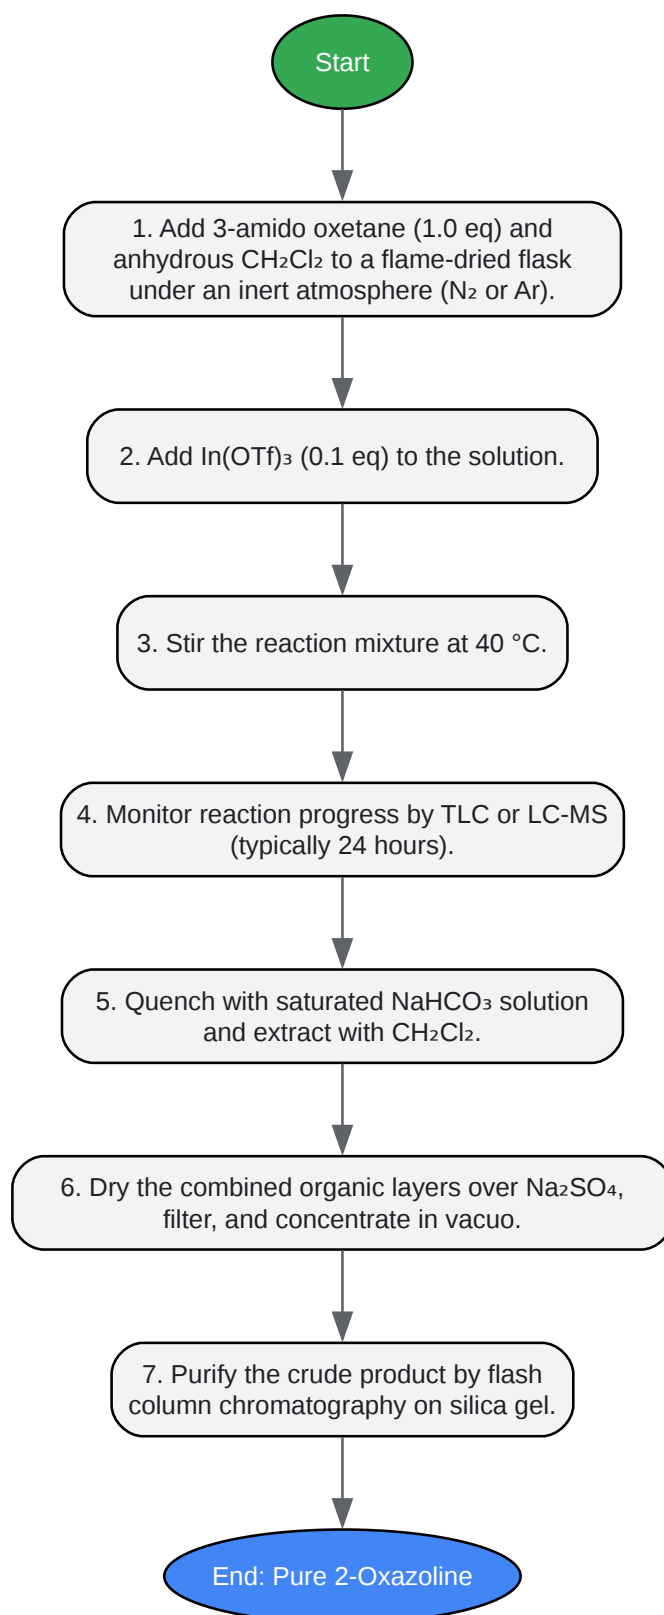 Start
1. Add 3-amido oxetane (1.0 eq) and
anhydrous CH₂Cl₂ to a flame-dried flask
under an inert atmosphere (N₂ or Ar).
2. Add In(OTf)₃ (0.1 eq) to the solution.
3. Stir the reaction mixture at 40 °C.
4. Monitor reaction progress by TLC or LC-MS
(typically 24 hours).
5. Quench with saturated NaHCO₃ solution
and extract with CH₂Cl₂.
6. Dry the combined organic layers over Na₂SO₄,
filter, and concentrate in vacuo.
7. Purify the crude product by flash
column chromatography on silica gel.
End: Pure 2-Oxazoline